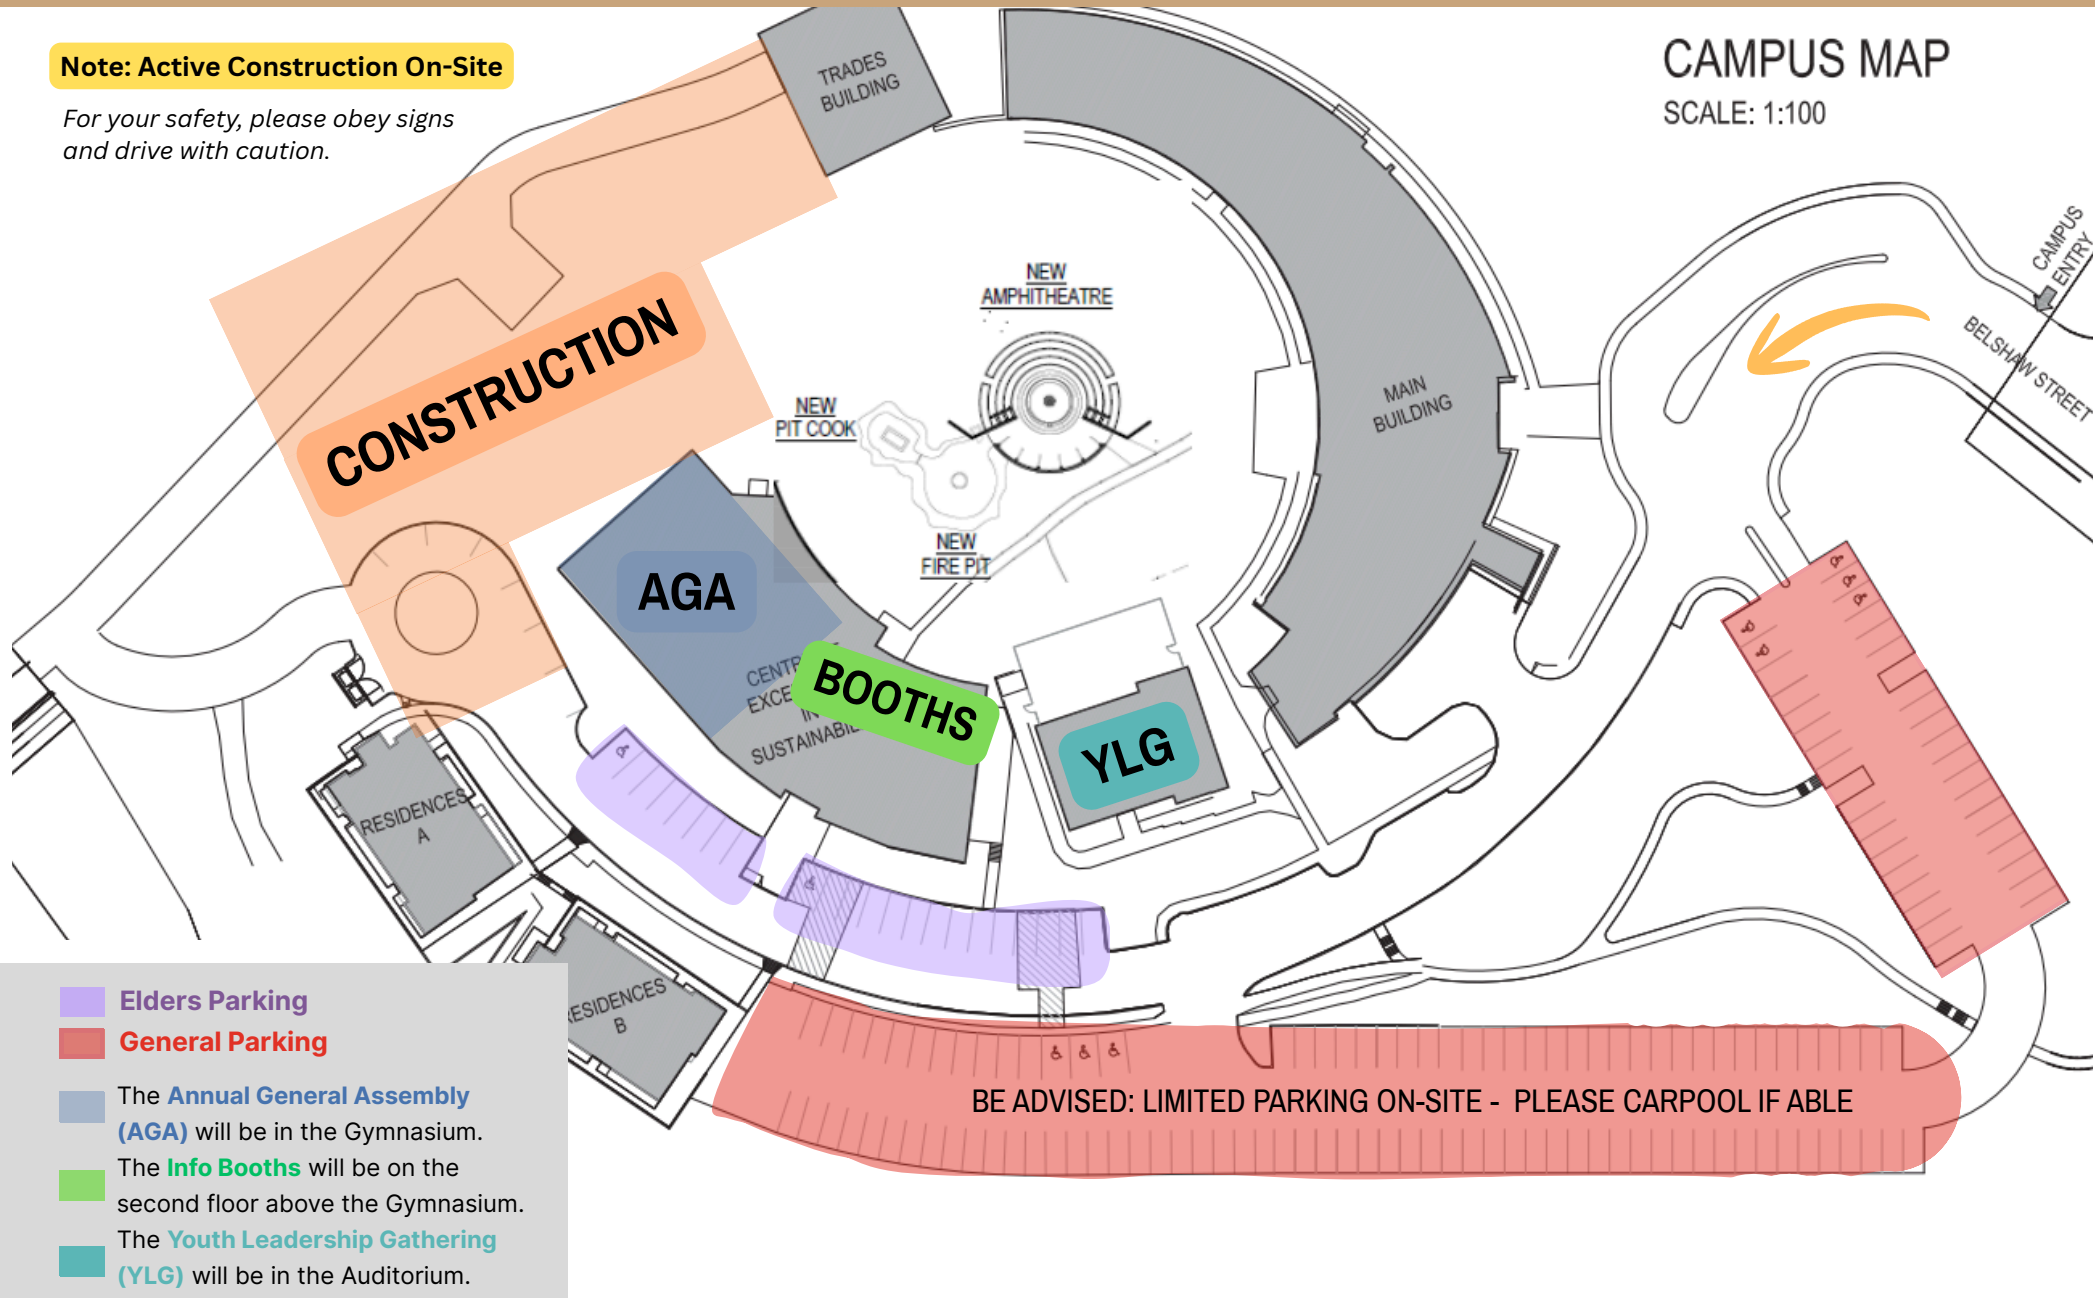 Note: Active Construction On-Site
For your safety, please obey signs
and drive with caution.
CAMPUS MAP
SCALE: 1:100
TRADES
BUILDING
CAMPUS
ENTRY
BELSHAW STREET
NEW
AMPHITHEATRE
MAIN
BUILDING
CONSTRUCTION
NEW
PIT COOK
NEW
FIRE PIT
AGA
BOOTHS
SUSTAINABIL
YLG
RESIDENCES
A
RESIDENCES
B
BE ADVISED: LIMITED PARKING ON-SITE - PLEASE CARPOOL IF ABLE
Elders Parking
General Parking
The Annual General Assembly
(AGA) will be in the Gymnasium.
The Info Booths will be on the
second floor above the Gymnasium.
The Youth Leadership Gathering
(YLG) will be in the Auditorium.